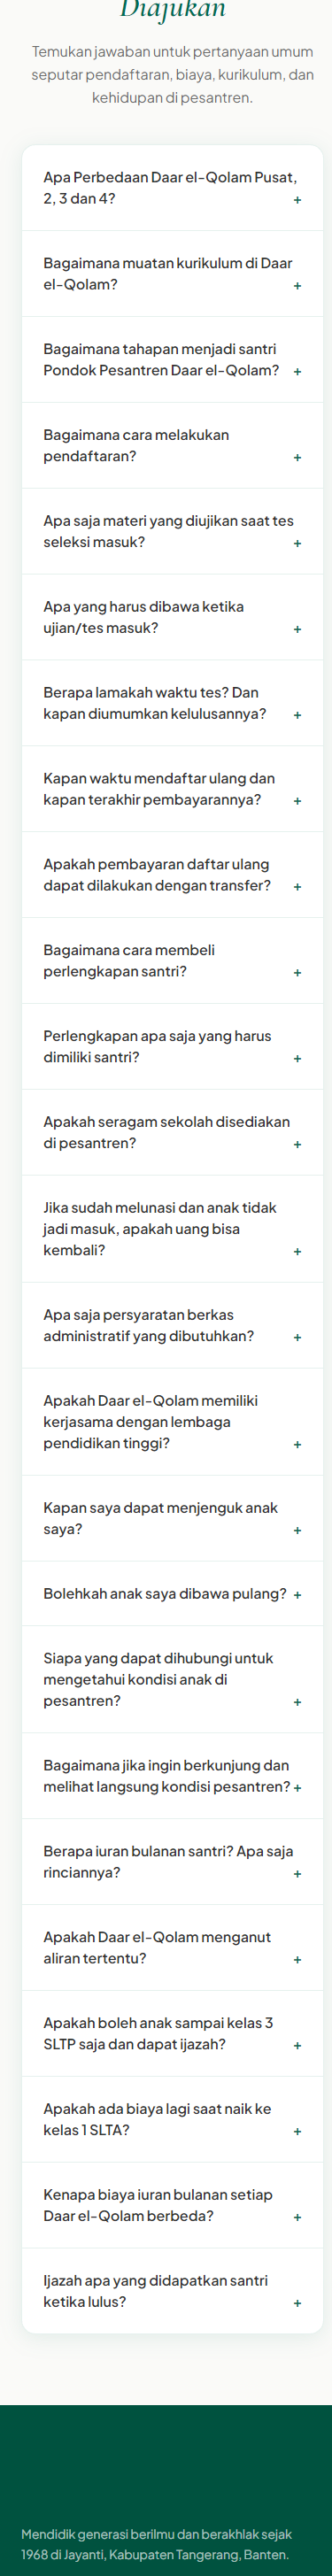 Diajukan
Temukan jawaban untuk pertanyaan umum
seputar pendaftaran, biaya, kurikulum, dan
kehidupan di pesantren.
Apa Perbedaan Daar el-Qolam Pusat,
2, 3 dan 4? +
Bagaimana muatan kurikulum di Daar
el-Qolam? +
Bagaimana tahapan menjadi santri
Pondok Pesantren Daar el-Qolam? +
Bagaimana cara melakukan
pendaftaran? +
Apa saja materi yang diujikan saat tes
seleksi masuk? +
Apa yang harus dibawa ketika
ujian/tes masuk? +
Berapa lamakah waktu tes? Dan
kapan diumumkan kelulusannya? +
Kapan waktu mendaftar ulang dan
kapan terakhir pembayarannya? +
Apakah pembayaran daftar ulang
dapat dilakukan dengan transfer? +
Bagaimana cara membeli
perlengkapan santri? +
Perlengkapan apa saja yang harus
dimiliki santri? +
Apakah seragam sekolah disediakan
di pesantren? +
Jika sudah melunasi dan anak tidak
jadi masuk, apakah uang bisa
kembali? +
Apa saja persyaratan berkas
administratif yang dibutuhkan? +
Apakah Daar el-Qolam memiliki
kerjasama dengan lembaga
pendidikan tinggi? +
Kapan saya dapat menjenguk anak
saya? +
Bolehkah anak saya dibawa pulang? +
Siapa yang dapat dihubungi untuk
mengetahui kondisi anak di
pesantren? +
Bagaimana jika ingin berkunjung dan
melihat langsung kondisi pesantren? +
Berapa iuran bulanan santri? Apa saja
rinciannya? +
Apakah Daar el-Qolam menganut
aliran tertentu? +
Apakah boleh anak sampai kelas 3
SLTP saja dan dapat ijazah? +
Apakah ada biaya lagi saat naik ke
kelas 1 SLTA? +
Kenapa biaya iuran bulanan setiap
Daar el-Qolam berbeda? +
Ijazah apa yang didapatkan santri
ketika lulus? +
Mendidik generasi berilmu dan berakhlak sejak
1968 di Jayanti, Kabupaten Tangerang, Banten.